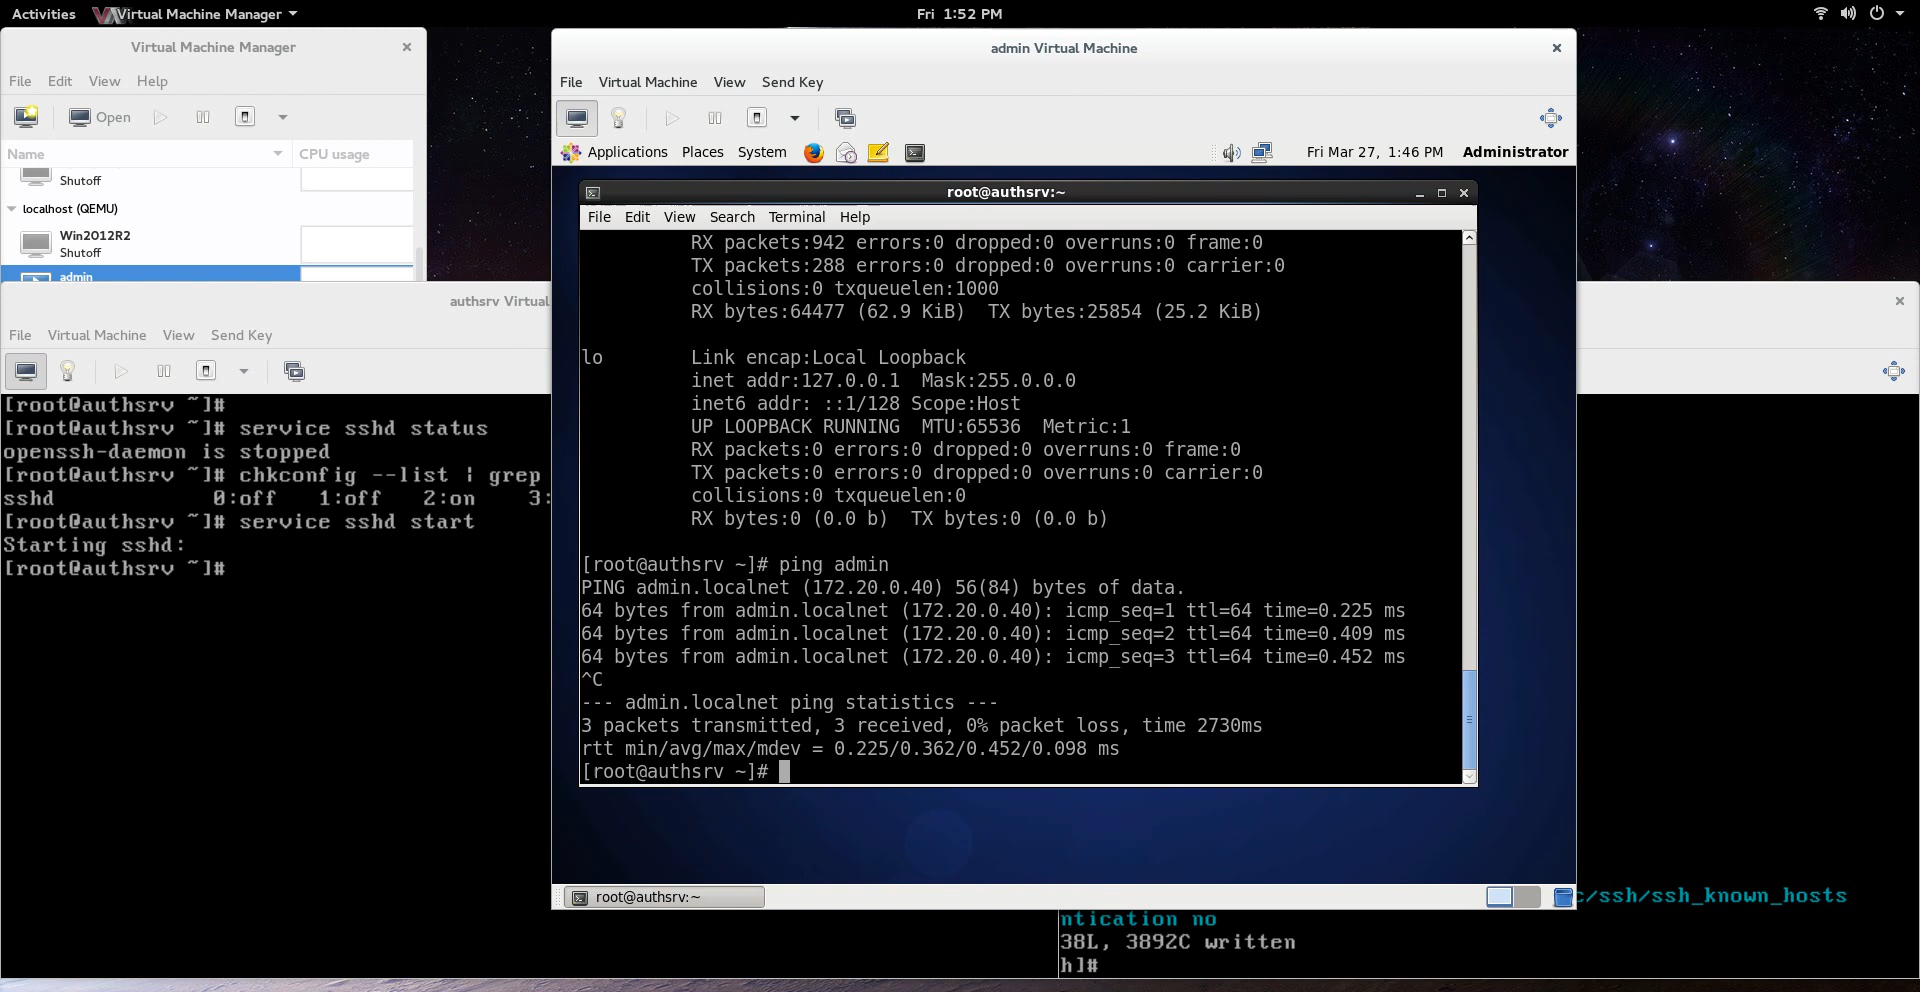 Activities Virtual Machine Manager Fri 1:52 PM
Virtual Machine Manager
File Edit View Help
Open
Name CPU usage
Shutoff
localhost (QEMU)
Win2012R2
Shutoff
admin
authsrv Virtual
File Virtual Machine View Send Key
[root@authsrv ~]#
[root@authsrv ~]# service sshd status
openssh-daemon is stopped
[root@authsrv ~]# chkconfig --list | grep
sshd 0:off 1:off 2:on 3:
[root@authsrv ~]# service sshd start
Starting sshd:
[root@authsrv ~]#
admin Virtual Machine
File Virtual Machine View Send Key
Applications Places System Fri Mar 27, 1:46 PM Administrator
root@authsrv:~
File Edit View Search Terminal Help
RX packets:942 errors:0 dropped:0 overruns:0 frame:0
TX packets:288 errors:0 dropped:0 overruns:0 carrier:0
collisions:0 txqueuelen:1000
RX bytes:64477 (62.9 KiB) TX bytes:25854 (25.2 KiB)
lo Link encap:Local Loopback
inet addr:127.0.0.1 Mask:255.0.0.0
inet6 addr: ::1/128 Scope:Host
UP LOOPBACK RUNNING MTU:65536 Metric:1
RX packets:0 errors:0 dropped:0 overruns:0 frame:0
TX packets:0 errors:0 dropped:0 overruns:0 carrier:0
collisions:0 txqueuelen:0
RX bytes:0 (0.0 b) TX bytes:0 (0.0 b)
[root@authsrv ~]# ping admin
PING admin.localnet (172.20.0.40) 56(84) bytes of data.
64 bytes from admin.localnet (172.20.0.40): icmp_seq=1 ttl=64 time=0.225 ms
64 bytes from admin.localnet (172.20.0.40): icmp_seq=2 ttl=64 time=0.409 ms
64 bytes from admin.localnet (172.20.0.40): icmp_seq=3 ttl=64 time=0.452 ms
^C
--- admin.localnet ping statistics ---
3 packets transmitted, 3 received, 0% packet loss, time 2730ms
rtt min/avg/max/mdev = 0.225/0.362/0.452/0.098 ms
[root@authsrv ~]#
root@authsrv:~
c/ssh/ssh_known_hosts
ntication no
38L, 3892C written
h]#